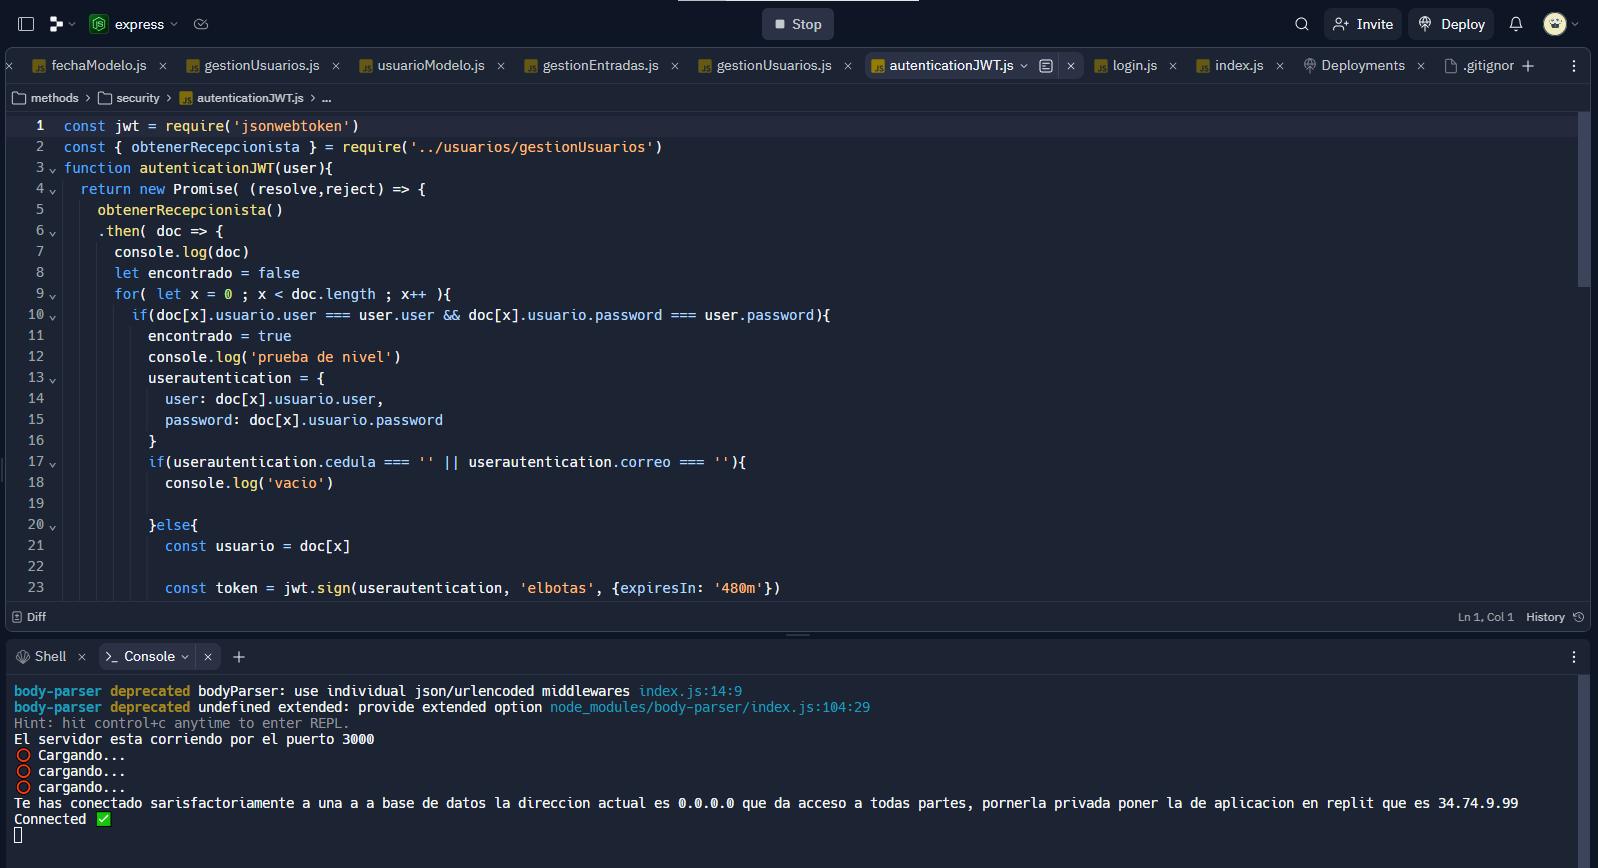 express
Stop
Invite
Deploy
fechaModelo.js
gestionUsuarios.js
usuarioModelo.js
gestionEntradas.js
gestionUsuarios.js
autenticationJWT.js
login.js
index.js
Deployments
.gitignor
methods > security > JS autenticationJWT.js > ...
1 const jwt = require('jsonwebtoken')
2 const { obtenerRecepcionista } = require('../usuarios/gestionUsuarios')
3 function autenticationJWT(user){
4 return new Promise( (resolve,reject) => {
5 obtenerRecepcionista()
6 .then( doc => {
7 console.log(doc)
8 let encontrado = false
9 for( let x = 0 ; x < doc.length ; x++ ){
10 if(doc[x].usuario.user === user.user && doc[x].usuario.password === user.password){
11 encontrado = true
12 console.log('prueba de nivel')
13 userautentication = {
14 user: doc[x].usuario.user,
15 password: doc[x].usuario.password
16 }
17 if(userautentication.cedula === '' || userautentication.correo === ''){
18 console.log('vacio')
19
20 }else{
21 const usuario = doc[x]
22
23 const token = jwt.sign(userautentication, 'elbotas', {expiresIn: '480m'})
Diff
Ln 1, Col 1 History
Shell
>_ Console
body-parser deprecated bodyParser: use individual json/urlencoded middlewares index.js:14:9
body-parser deprecated undefined extended: provide extended option node_modules/body-parser/index.js:104:29
Hint: hit control+c anytime to enter REPL.
El servidor esta corriendo por el puerto 3000
⭕ Cargando...
⭕ cargando...
⭕ cargando...
Te has conectado sarisfactoriamente a una a a base de datos la direccion actual es 0.0.0.0 que da acceso a todas partes, pornerla privada poner la de aplicacion en replit que es 34.74.9.99
Connected ✅